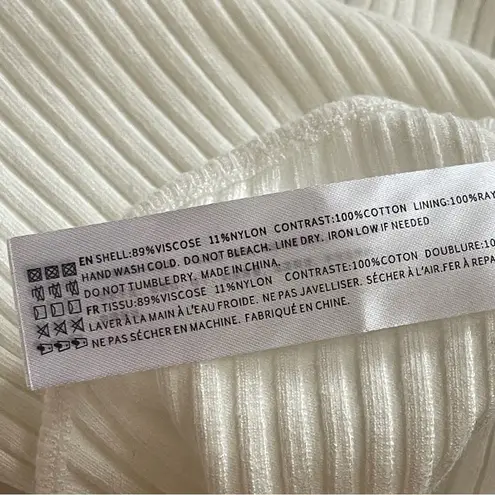 EN SHELL:89%VISCOSE 11%NYLON CONTRAST:100%COTTON LINING:100%RAY
HAND WASH COLD. DO NOT BLEACH. LINE DRY. IRON LOW IF NEEDED
DO NOT TUMBLE DRY. MADE IN CHINA.
FR TISSU:89%VISCOSE 11%NYLON CONTRASTE:100%COTON DOUBLURE:10
LAVER À LA MAIN À L'EAU FROIDE. NE PAS JAVELLISER. SÉCHER À L'AIR.FER À REPA
NE PAS SÉCHER EN MACHINE. FABRIQUÉ EN CHINE.